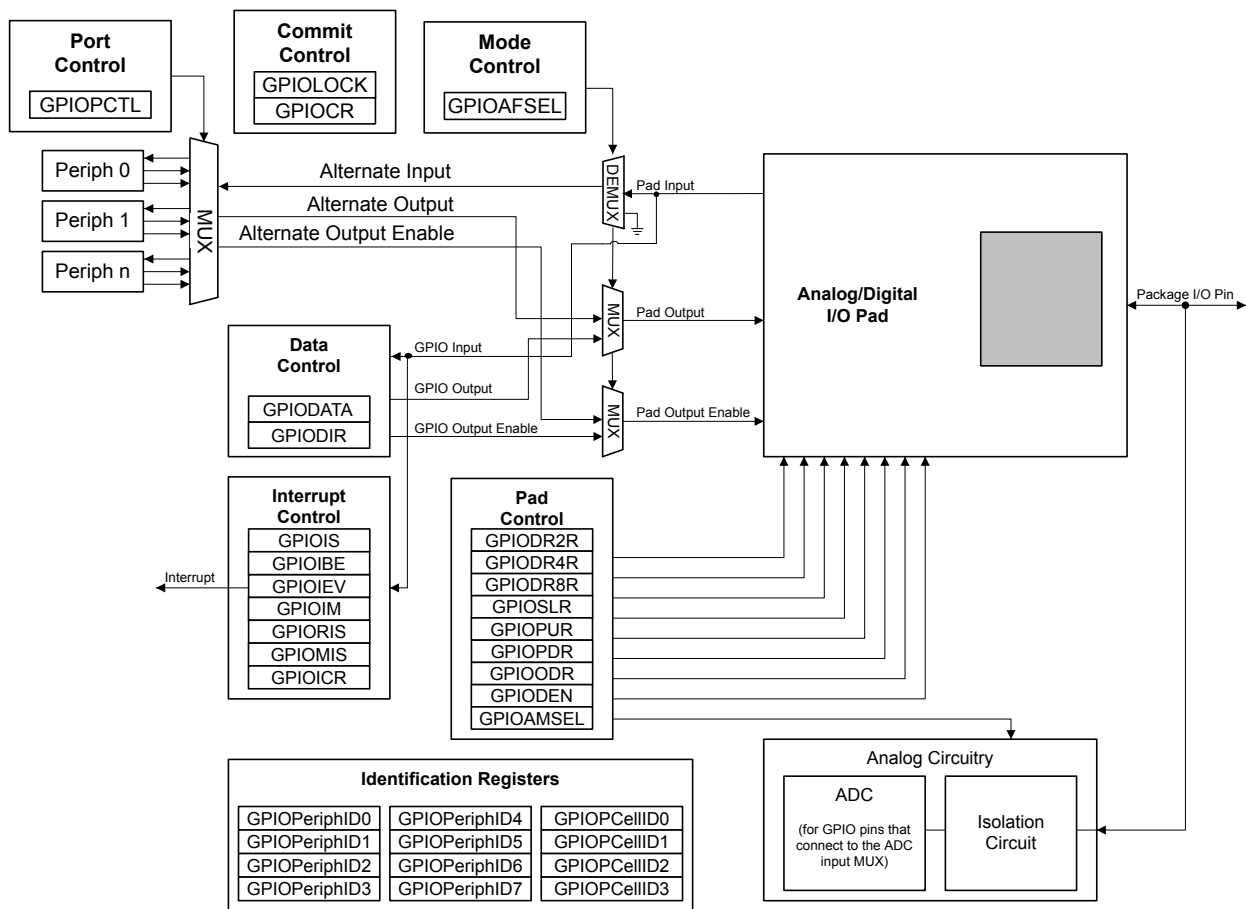 Port
Control
GPIOPCTL
Commit
Control
GPIOLOCK
GPIOCR
Mode
Control
GPIOAFSEL
Periph 0
Periph 1
Periph n
MUX
Alternate Input
Alternate Output
Alternate Output Enable
DEMUX
Pad Input
MUX
Pad Output
MUX
Pad Output Enable
Analog/Digital
I/O Pad
Package I/O Pin
Data
Control
GPIODATA
GPIODIR
GPIO Input
GPIO Output
GPIO Output Enable
Interrupt
Control
GPIOIS
GPIOIBE
GPIOIEV
GPIOIM
GPIORIS
GPIOMIS
GPIOICR
Interrupt
Pad
Control
GPIODR2R
GPIODR4R
GPIODR8R
GPIOSLR
GPIOPUR
GPIOPDR
GPIOODR
GPIODEN
GPIOAMSEL
Analog Circuitry
ADC
(for GPIO pins that
connect to the ADC
input MUX)
Isolation
Circuit
Identification Registers
GPIOPeriphID0
GPIOPeriphID1
GPIOPeriphID2
GPIOPeriphID3
GPIOPeriphID4
GPIOPeriphID5
GPIOPeriphID6
GPIOPeriphID7
GPIOPCellID0
GPIOPCellID1
GPIOPCellID2
GPIOPCellID3